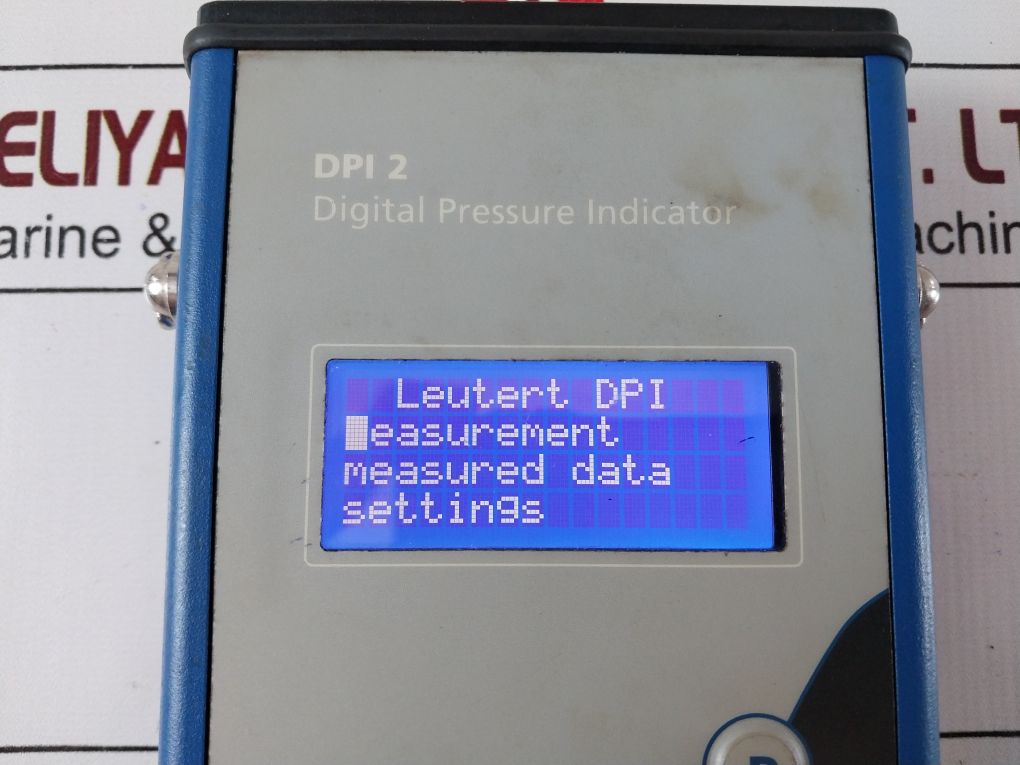 ELIYA
T. LT
arine &
achin
DPI 2
Digital Pressure Indicator
Leutert DPI
easurement
measured data
settings